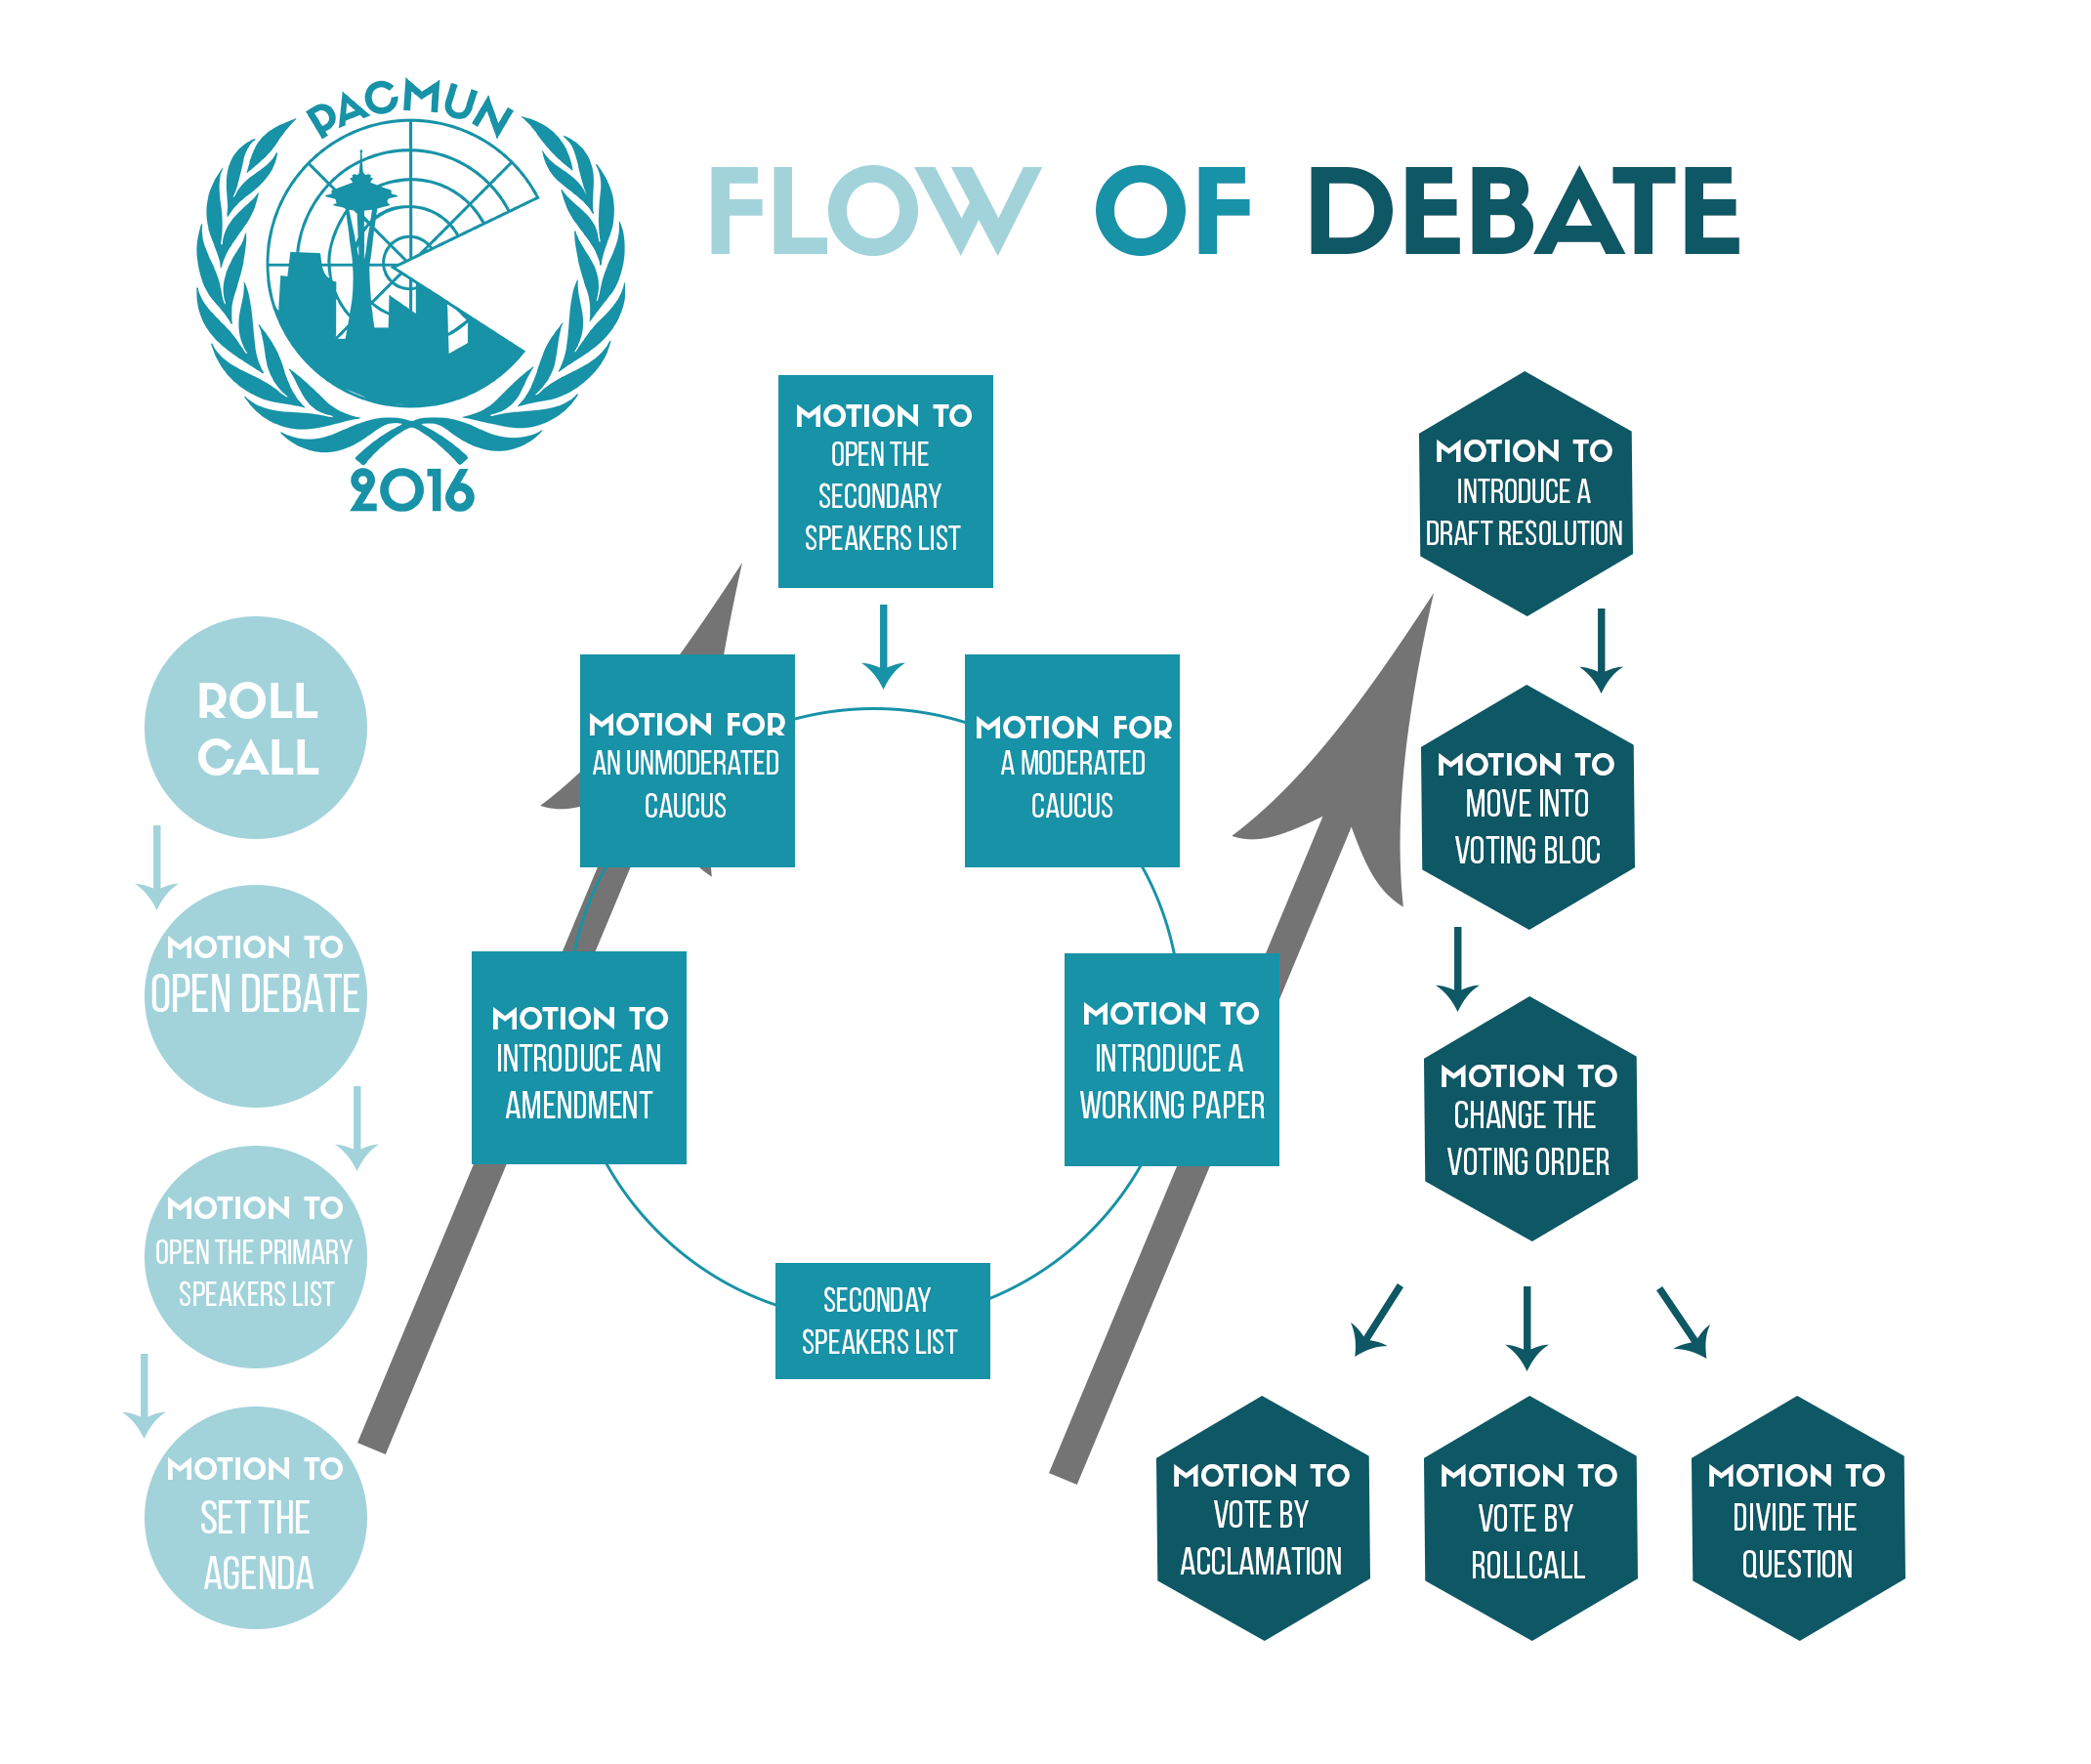 PACMUN
2016
FLOW OF DEBATE
ROLL
CALL
MOTION TO
OPEN DEBATE
MOTION TO
OPEN THE PRIMARY
SPEAKERS LIST
MOTION TO
SET THE
AGENDA
MOTION TO
OPEN THE
SECONDARY
SPEAKERS LIST
MOTION FOR
AN UNMODERATED
CAUCUS
MOTION FOR
A MODERATED
CAUCUS
MOTION TO
INTRODUCE AN
AMENDMENT
MOTION TO
INTRODUCE A
WORKING PAPER
SECONDAY
SPEAKERS LIST
MOTION TO
INTRODUCE A
DRAFT RESOLUTION
MOTION TO
MOVE INTO
VOTING BLOC
MOTION TO
CHANGE THE
VOTING ORDER
MOTION TO
VOTE BY
ACCLAMATION
MOTION TO
VOTE BY
ROLLCALL
MOTION TO
DIVIDE THE
QUESTION